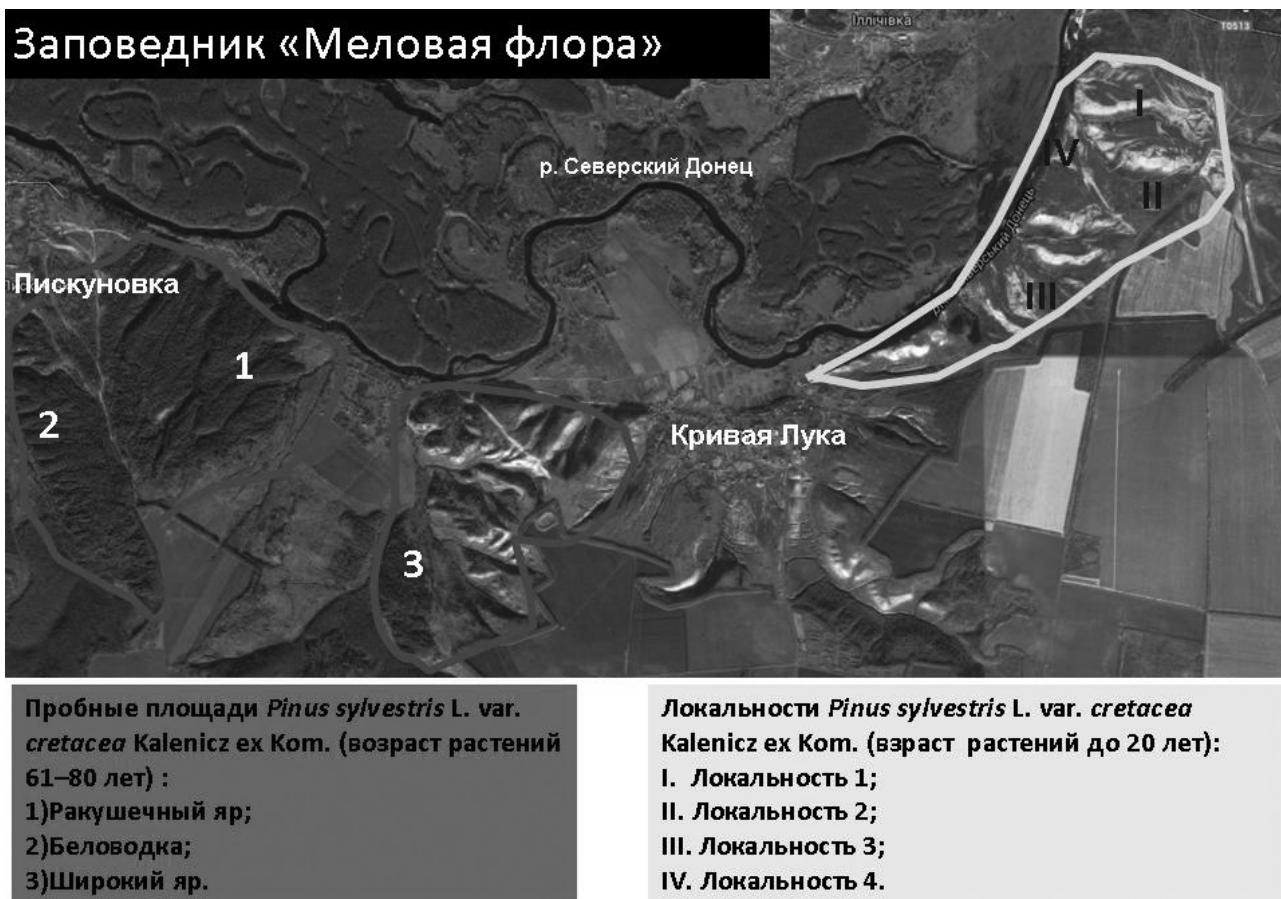 Заповедник «Меловая флора»
Іллічівка
Т0513
р. Северский Донец
I
IV
II
III
Пискуновка
1
2
Кривая Лука
3
Пробные площади Pinus sylvestris L. var.
cretacea Kalenicz ex Kom. (возраст растений
61–80 лет) :
1)Ракушечный яр;
2)Беловодка;
3)Широкий яр.
Локальности Pinus sylvestris L. var. cretacea
Kalenicz ex Kom. (взраст растений до 20 лет):
I. Локальность 1;
II. Локальность 2;
III. Локальность 3;
IV. Локальность 4.